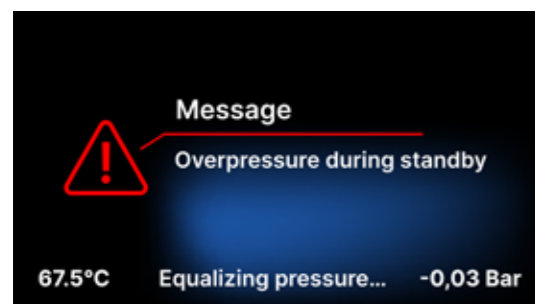 Message
Overpressure during standby
67.5°C Equalizing pressure... -0,03 Bar